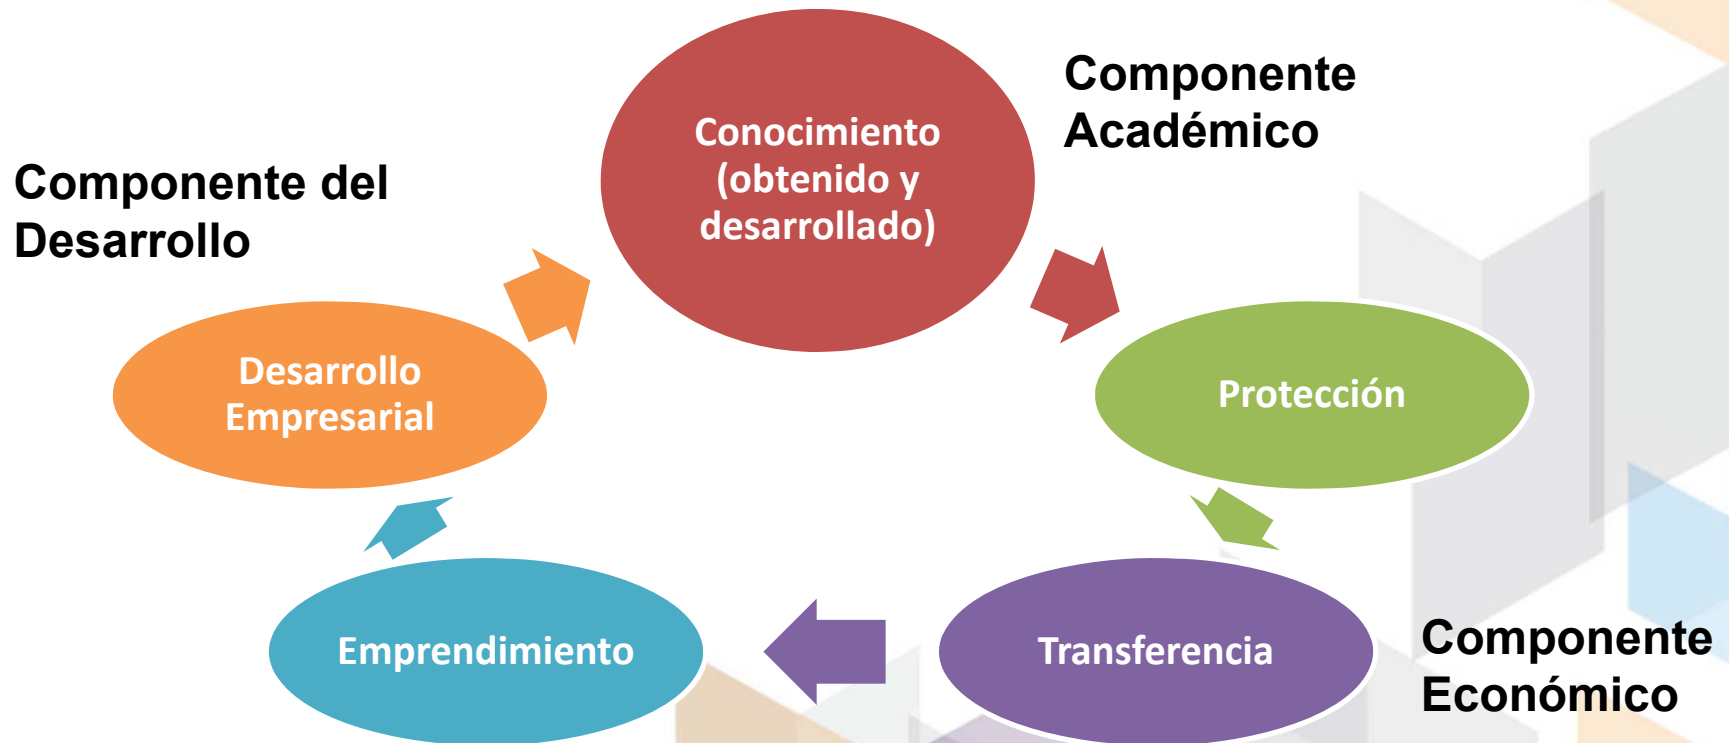 Conocimiento
(obtenido y
desarrollado)
Componente
Académico
Componente del
Desarrollo
Desarrollo
Empresarial
Protección
Emprendimiento
Transferencia
Componente
Económico